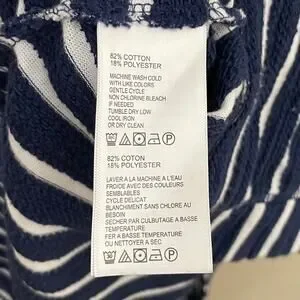 82% COTTON
18% POLYESTER
MACHINE WASH COLD
WITH LIKE COLORS
GENTLE CYCLE
NON CHLORINE BLEACH
IF NEEDED
TUMBLE DRY LOW
COOL IRON
OR DRY CLEAN
82% COTON
18% POLYESTER
LAVER A LA MACHINE A L'EAU
FROIDE AVEC DES COULEURS
SEMBLABLES
CYCLE DELICAT
BLANCHIMENT SANS CHLORE AU
BESOIN
SECHER PAR CULBUTAGE A BASSE
TEMPERATURE
FER A BASSE TEMPERATURE
OU NETTOYER A SEC